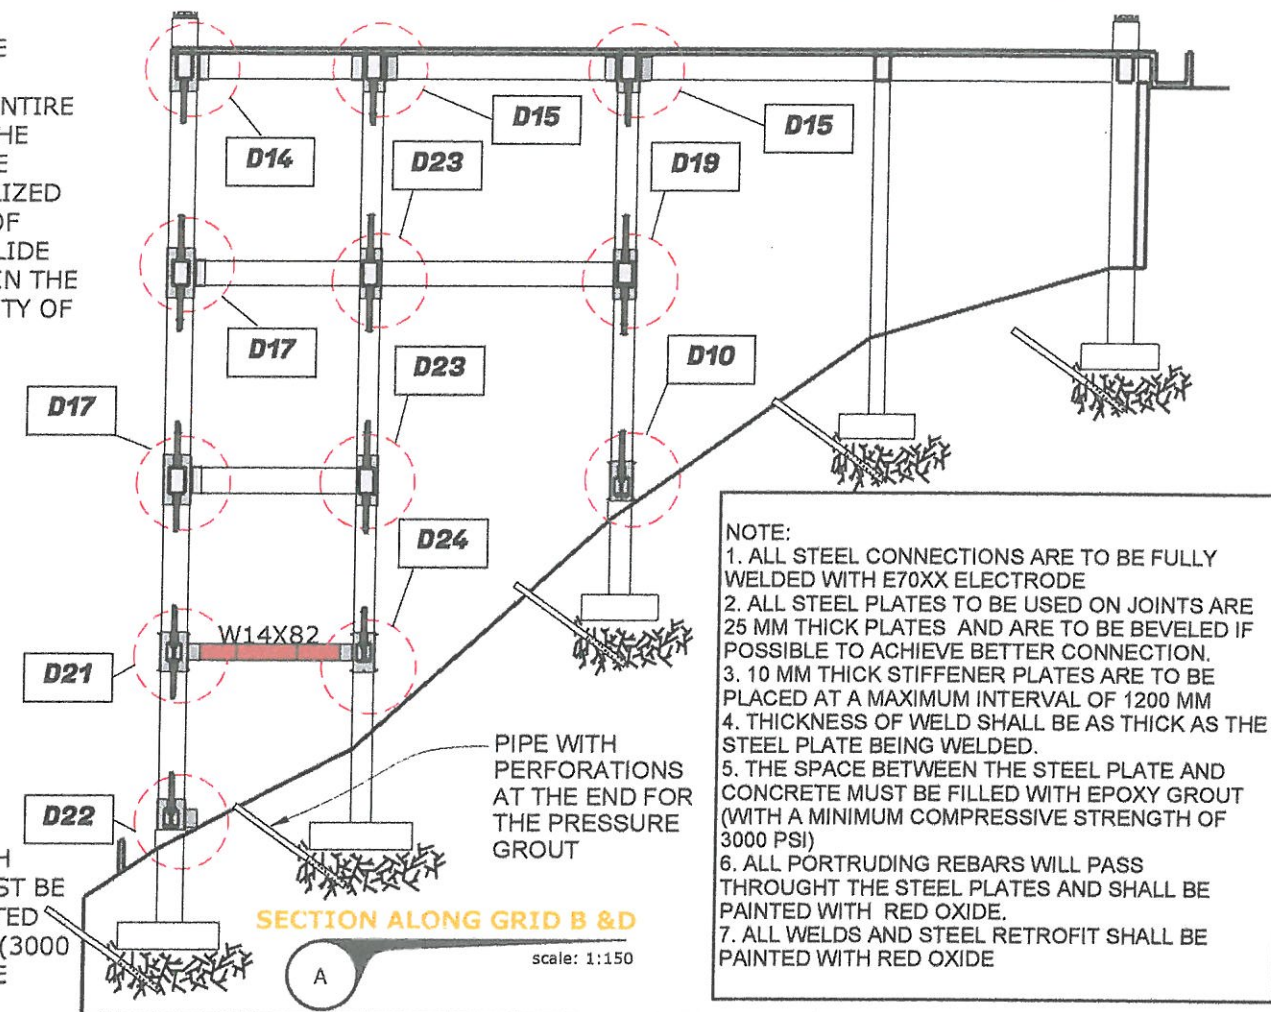 E
NTIRE
HE
E
LIZED
OF
LIDE
IN THE
TY OF
D14
D15
D15
D23
D19
D17
D23
D10
D17
D24
W14X82
D21
D22
PIPE WITH
PERFORATIONS
AT THE END FOR
THE PRESSURE
GROUT
H
ST BE
TED
(3000
E
SECTION ALONG GRID B &D
scale: 1:150
A
NOTE:
1. ALL STEEL CONNECTIONS ARE TO BE FULLY
WELDED WITH E70XX ELECTRODE
2. ALL STEEL PLATES TO BE USED ON JOINTS ARE
25 MM THICK PLATES AND ARE TO BE BEVELED IF
POSSIBLE TO ACHIEVE BETTER CONNECTION.
3. 10 MM THICK STIFFENER PLATES ARE TO BE
PLACED AT A MAXIMUM INTERVAL OF 1200 MM
4. THICKNESS OF WELD SHALL BE AS THICK AS THE
STEEL PLATE BEING WELDED.
5. THE SPACE BETWEEN THE STEEL PLATE AND
CONCRETE MUST BE FILLED WITH EPOXY GROUT
(WITH A MINIMUM COMPRESSIVE STRENGTH OF
3000 PSI)
6. ALL PORTRUDING REBARS WILL PASS
THROUGHT THE STEEL PLATES AND SHALL BE
PAINTED WITH RED OXIDE.
7. ALL WELDS AND STEEL RETROFIT SHALL BE
PAINTED WITH RED OXIDE